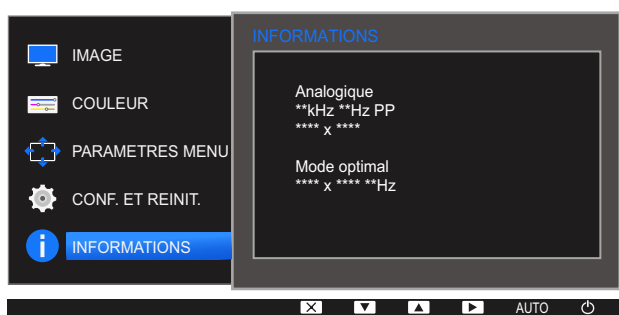 IMAGE
COULEUR
PARAMETRES MENU
CONF. ET REINIT.
INFORMATIONS
INFORMATIONS
Analogique
**kHz **Hz PP
**** x ****
Mode optimal
**** x **** **Hz
AUTO